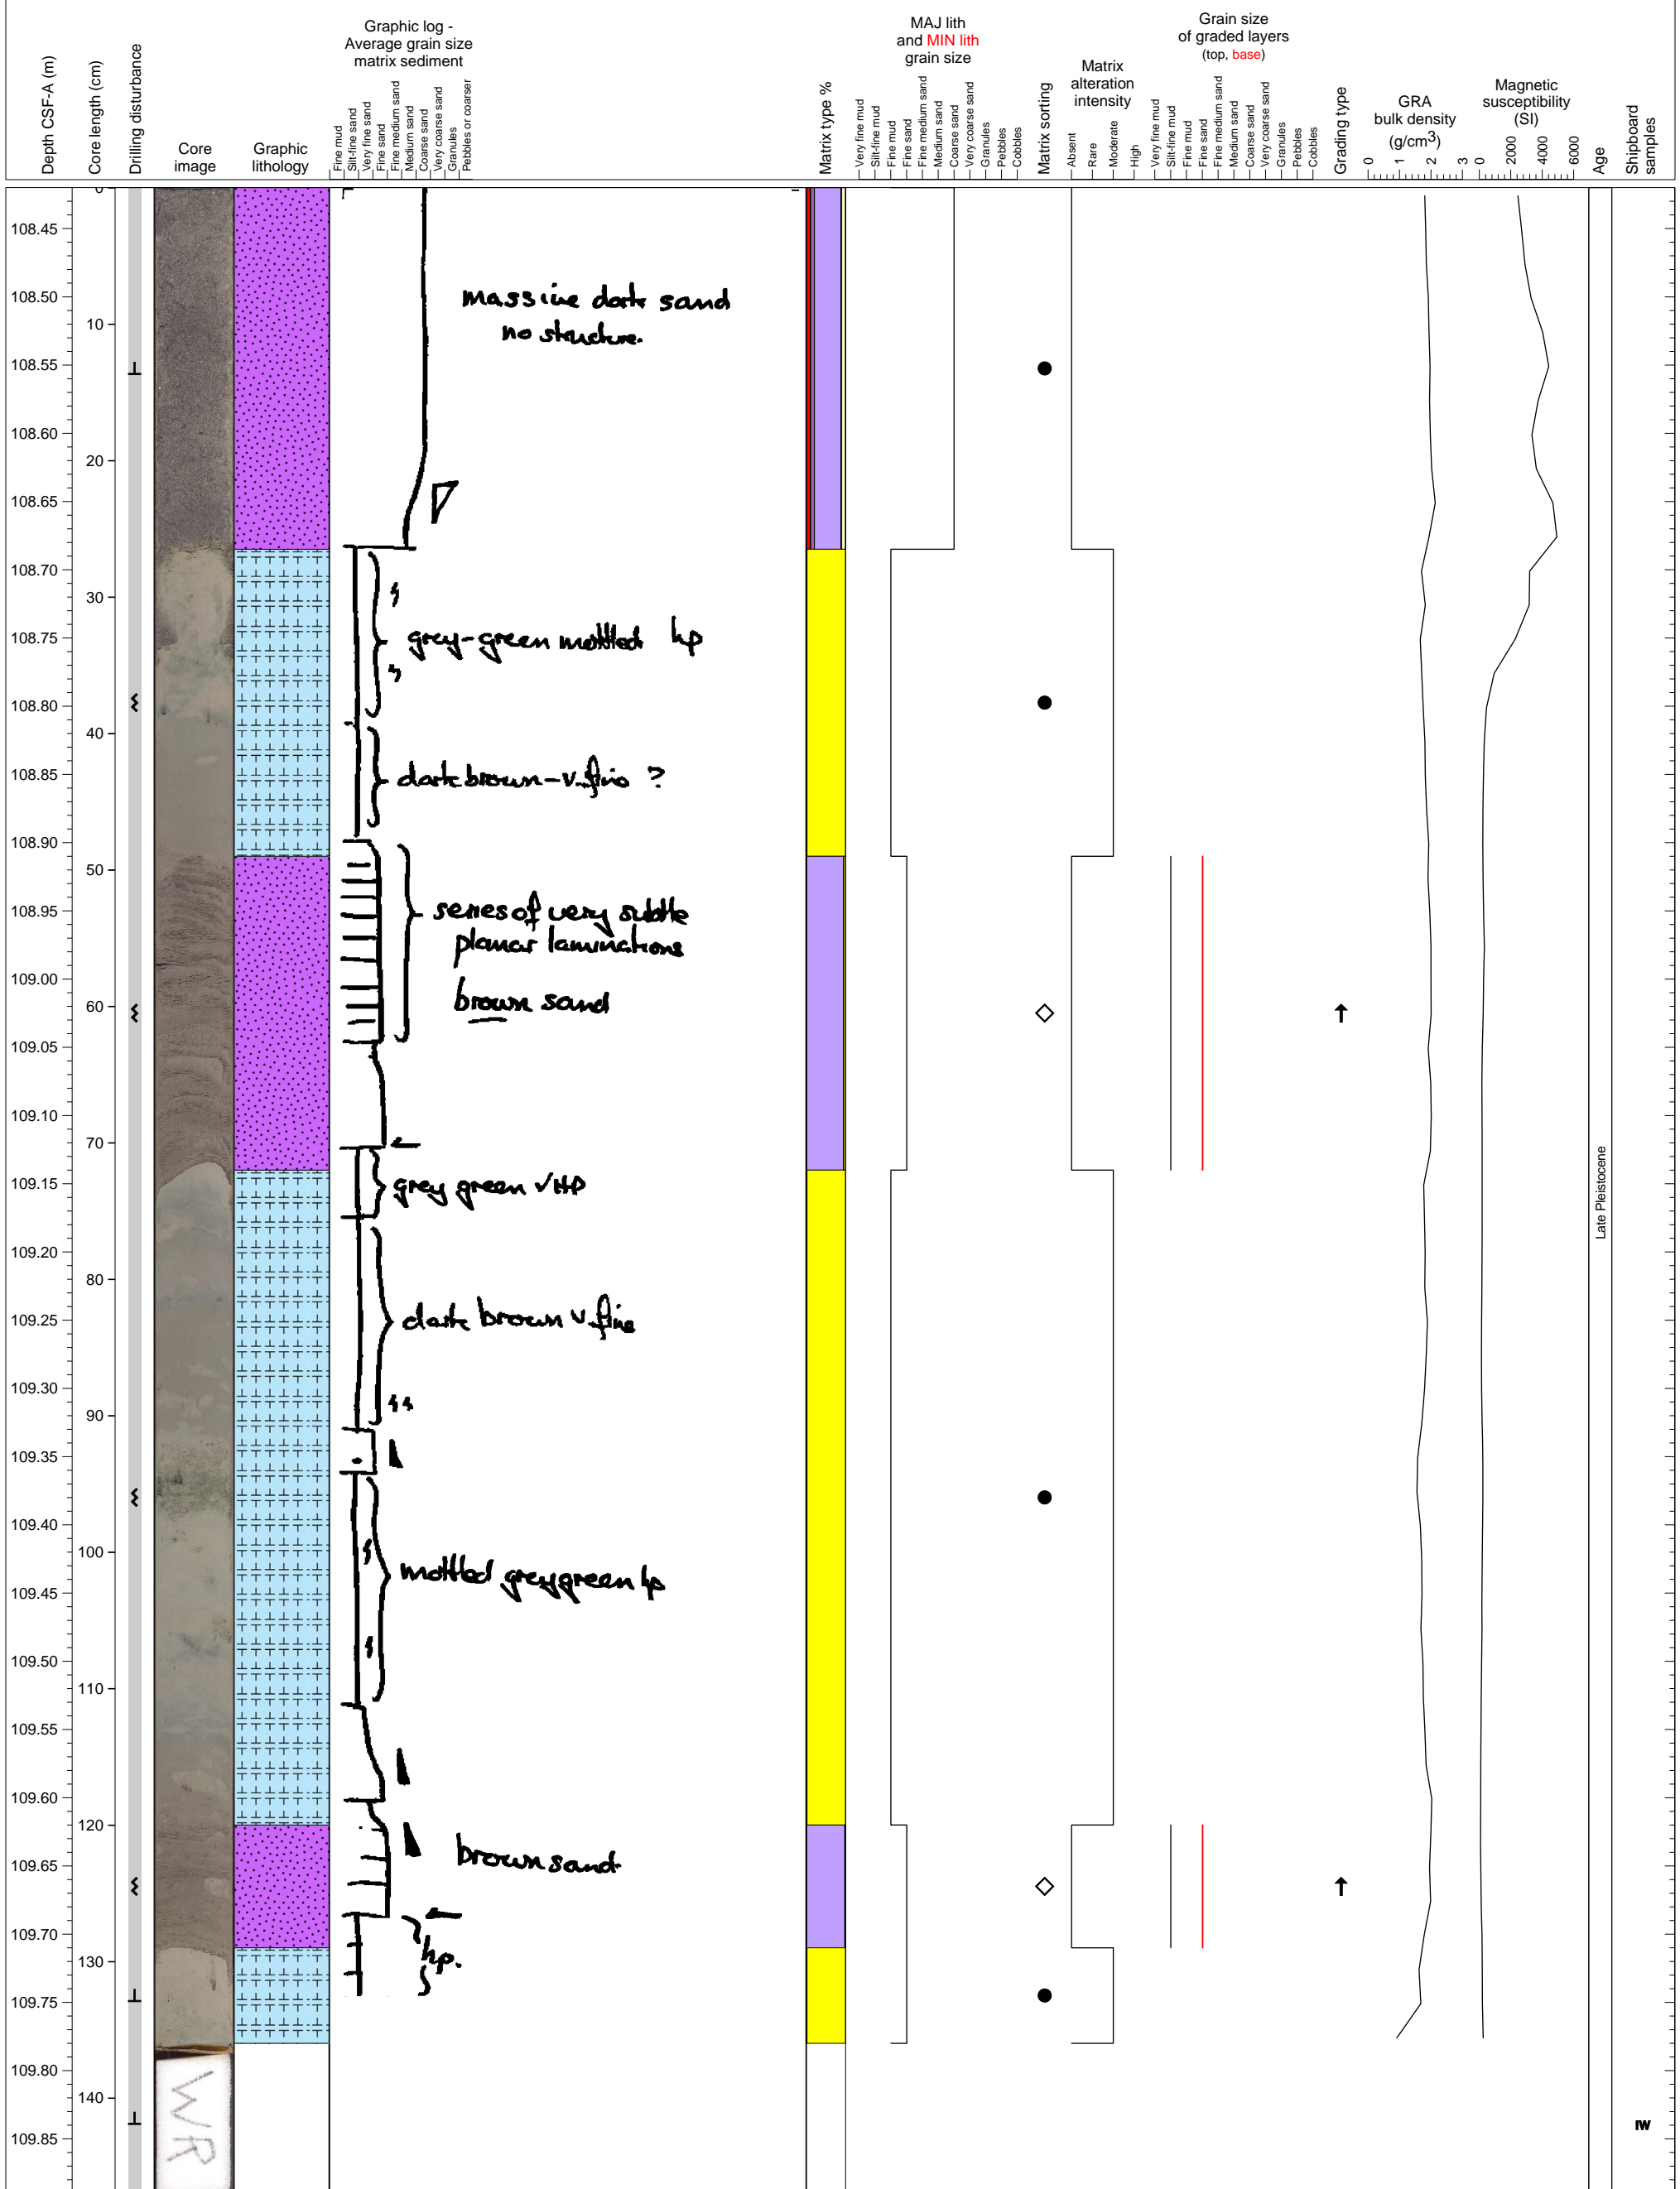 Depth CSF-A (m)
Core length (cm)
Drilling disturbance
Core
image
Graphic
lithology
Graphic log -
Average grain size
matrix sediment
Fine mud
Silt-fine sand
Very fine sand
Fine sand
Fine medium sand
Medium sand
Coarse sand
Very coarse sand
Granules
Pebbles or coarser
Matrix type %
MAJ lith
and MIN lith
grain size
Very fine mud
Silt-fine mud
Fine mud
Fine sand
Fine medium sand
Medium sand
Coarse sand
Very coarse sand
Granules
Pebbles
Cobbles
Matrix sorting
Matrix
alteration
intensity
Absent
Rare
Moderate
High
Grain size
of graded layers
(top, base)
Very fine mud
Silt-fine mud
Fine mud
Fine sand
Fine medium sand
Medium sand
Coarse sand
Very coarse sand
Granules
Pebbles
Cobbles
Grading type
GRA
bulk density
(g/cm3)
0 1 2 3
Magnetic
susceptibility
(SI)
0 2000 4000 6000
Age
Shipboard
samples
0
108.45
massive dark sand
108.50
10
no structure.
108.55
108.60
20
108.65
108.70
30
grey-green mottled hp
108.75
108.80
40
dark brown - v. fine ?
108.85
108.90
50
series of very subtle
108.95
planar laminations
109.00
brown sand
60
109.05
109.10
70
109.15
grey green VHP
Late Pleistocene
109.20
80
109.25
dark brown v. fine
109.30
90
109.35
109.40
100
mottled grey green hp
109.45
109.50
110
109.55
109.60
120
109.65
brown sand
109.70
130
hp.
109.75
109.80
140
WR
109.85
IW